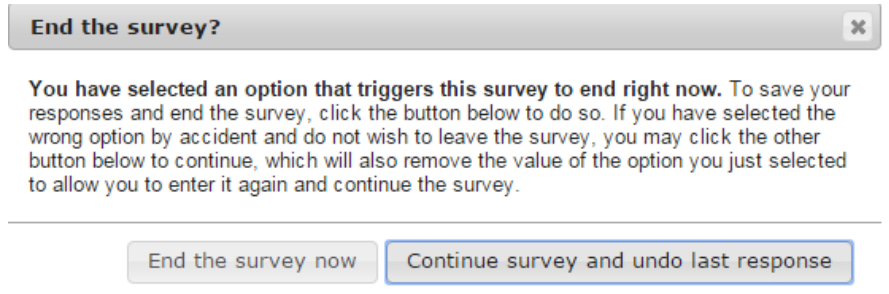 End the survey?
You have selected an option that triggers this survey to end right now. To save your
responses and end the survey, click the button below to do so. If you have selected the
wrong option by accident and do not wish to leave the survey, you may click the other
button below to continue, which will also remove the value of the option you just selected
to allow you to enter it again and continue the survey.
End the survey now
Continue survey and undo last response